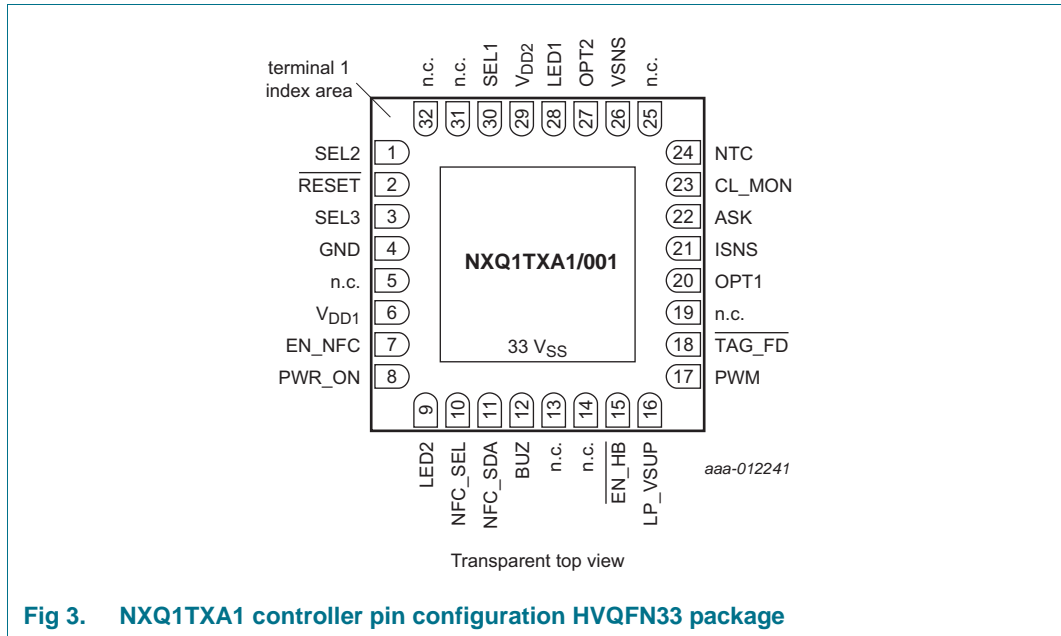 n.c.
n.c.
SEL1
VDD2
LED1
OPT2
VSNS
n.c.
terminal 1
index area
32
31
30
29
28
27
26
25
SEL2 1
RESET 2
SEL3 3
GND 4
n.c. 5
VDD1 6
EN_NFC 7
PWR_ON 8
24 NTC
23 CL_MON
22 ASK
21 ISNS
20 OPT1
19 n.c.
18 TAG_FD
17 PWM
NXQ1TXA1/001
33 VSS
9
10
11
12
13
14
15
16
LED2
NFC_SEL
NFC_SDA
BUZ
n.c.
n.c.
EN_HB
LP_VSUP
aaa-012241
Transparent top view
Fig 3. NXQ1TXA1 controller pin configuration HVQFN33 package